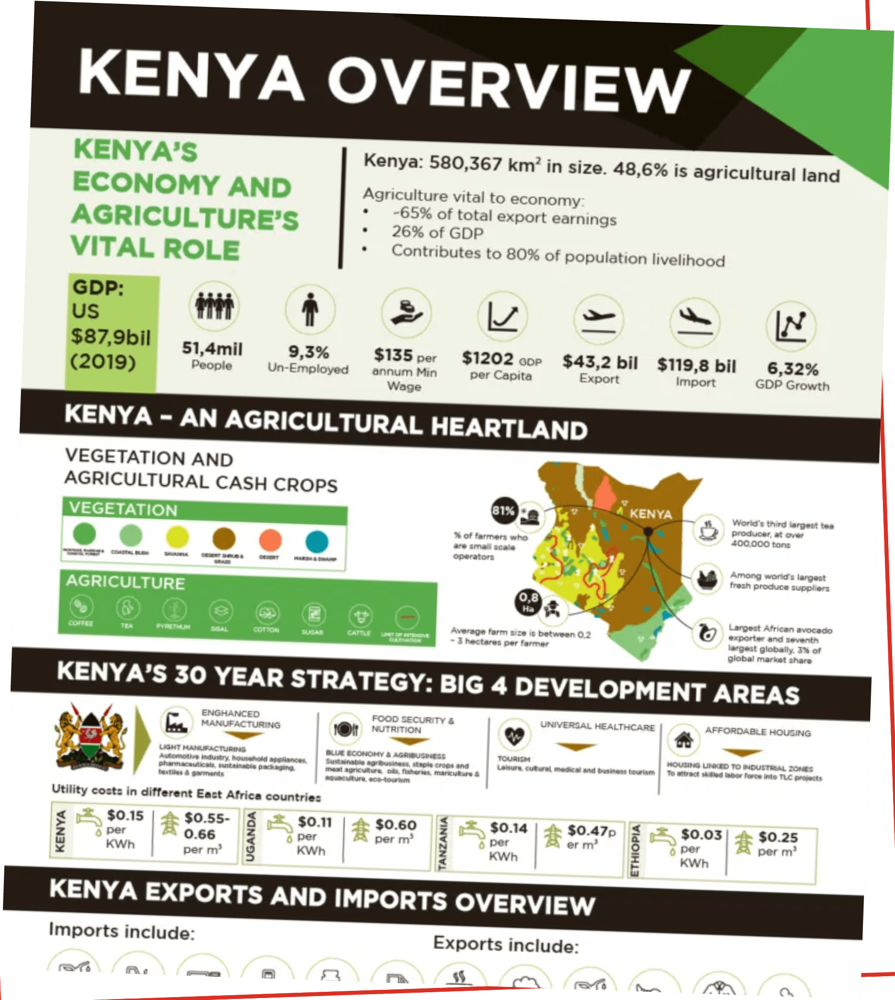 KENYA OVERVIEW
KENYA'S
ECONOMY AND
AGRICULTURE'S
VITAL ROLE
Kenya: 580,367 km² in size. 48,6% is agricultural land
Agriculture vital to economy:
• ~65% of total export earnings
• 26% of GDP
• Contributes to 80% of population livelihood
GDP:
US
$87,9bil
(2019)
51,4mil
People
9,3%
Un-Employed
$135 per
annum Min
Wage
$1202 GDP
per Capita
$43,2 bil
Export
$119,8 bil
Import
6,32%
GDP Growth
KENYA – AN AGRICULTURAL HEARTLAND
VEGETATION AND
AGRICULTURAL CASH CROPS
VEGETATION
COASTAL BUSH
SAVANNA
DESERT SHRUB &
GRASS
DESERT
MARSH & SWAMP
AGRICULTURE
COFFEE
TEA
PYRETHUM
SISAL
COTTON
SUGAR
CATTLE
LIMIT OF INTENSIVE
CULTIVATION
81%
% of farmers who
are small scale
operators
0,8
Ha
Average farm size is between 0,2
– 3 hectares per farmer
KENYA
World's third largest tea
producer, at over
400,000 tons
Among world's largest
fresh produce suppliers
Largest African avocado
exporter and seventh
largest globally, 3% of
global market share
KENYA'S 30 YEAR STRATEGY: BIG 4 DEVELOPMENT AREAS
ENGHANCED
MANUFACTURING
LIGHT MANUFACTURING
Automotive industry, household appliances,
pharmaceuticals, sustainable packaging,
textiles & garments
FOOD SECURITY &
NUTRITION
BLUE ECONOMY & AGRIBUSINESS
Sustainable agribusiness, staple crops and
meat agriculture, oils, fisheries, mariculture &
aquaculture, eco-tourism
UNIVERSAL HEALTHCARE
TOURISM
Leisure, cultural, medical and business tourism
AFFORDABLE HOUSING
HOUSING LINKED TO INDUSTRIAL ZONES
To attract skilled labor force into TLC projects
Utility costs in different East Africa countries
KENYA
$0.15
per
KWh
$0.55-
0.66
per m³
UGANDA
$0.11
per
KWh
$0.60
per m³
TANZANIA
$0.14
per
KWh
$0.47p
er m³
ETHIOPIA
$0.03
per
KWh
$0.25
per m³
KENYA EXPORTS AND IMPORTS OVERVIEW
Imports include:
Exports include: